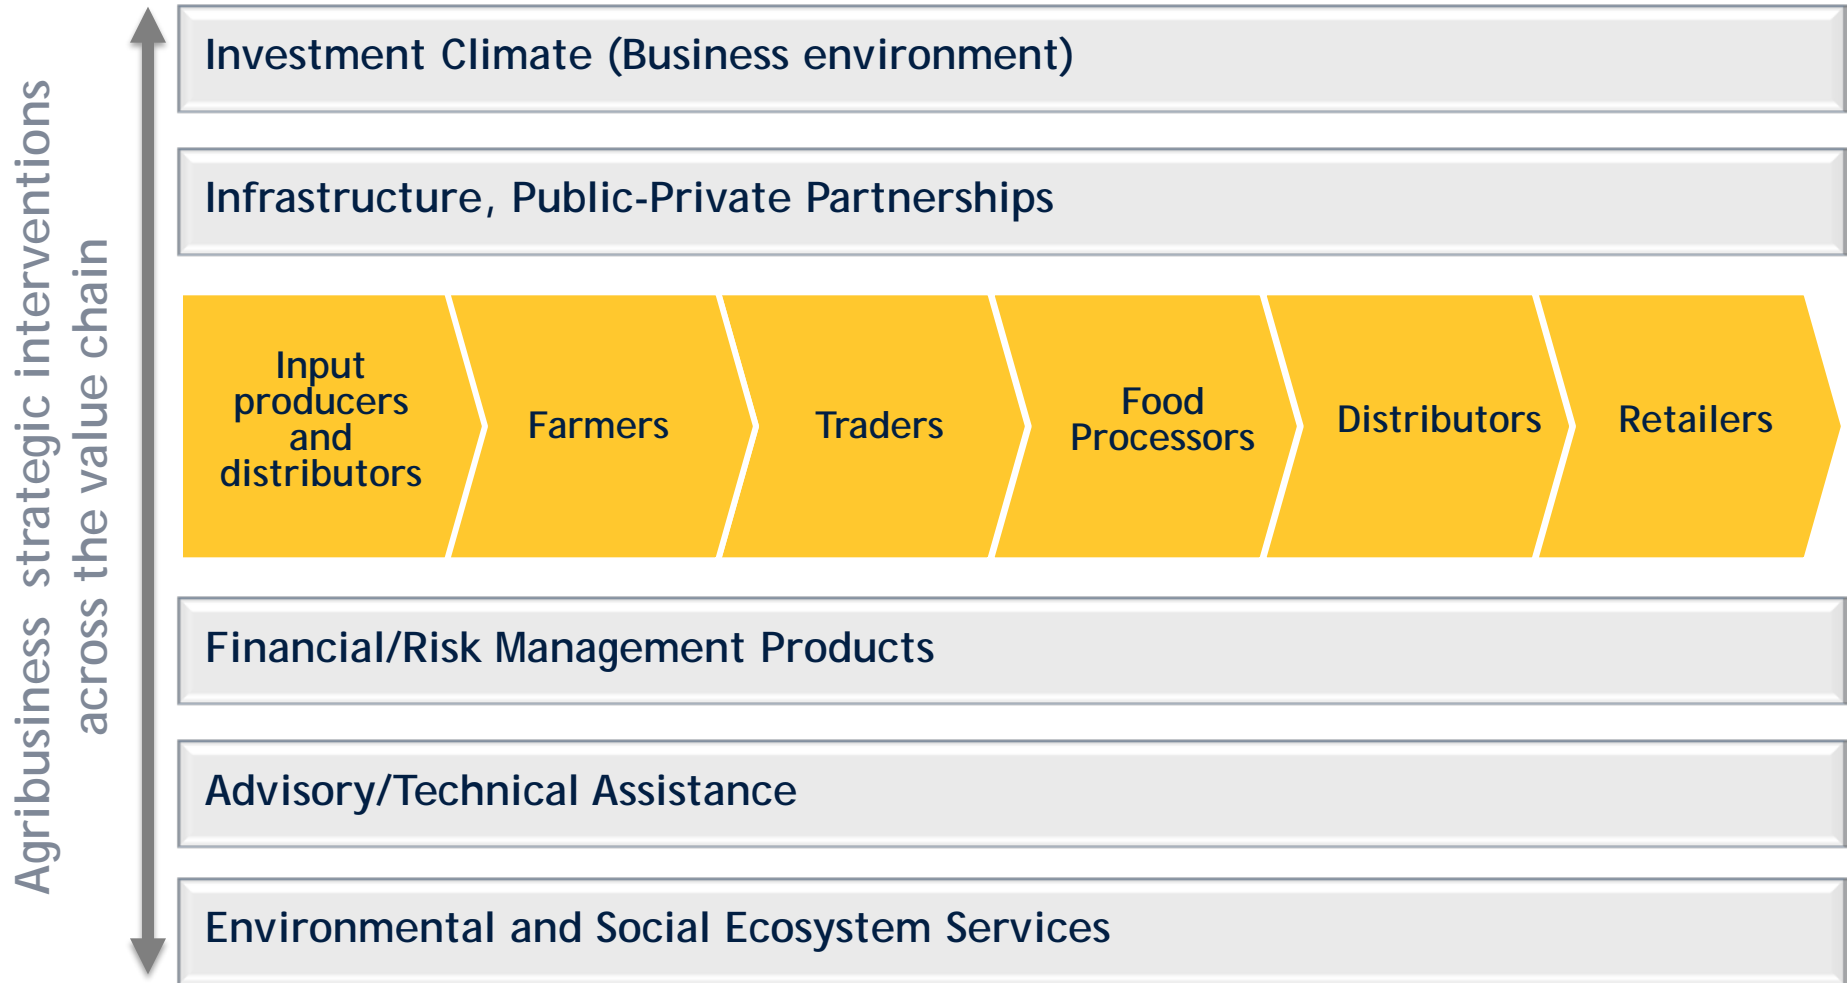 Agribusiness strategic interventions
across the value chain
Investment Climate (Business environment)
Infrastructure, Public-Private Partnerships
Input
producers
and
distributors
Farmers
Traders
Food
Processors
Distributors
Retailers
Financial/Risk Management Products
Advisory/Technical Assistance
Environmental and Social Ecosystem Services